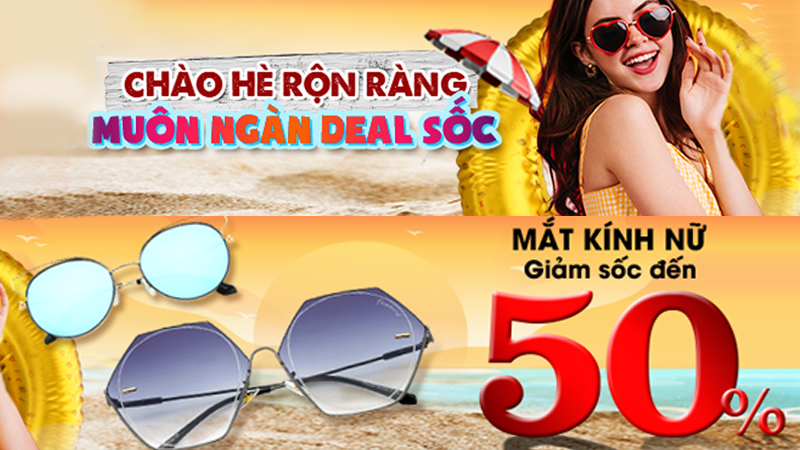 CHÀO HÈ RỘN RÀNG
MUÔN NGÀN DEAL SỐC
MẮT KÍNH NỮ
Giảm sốc đến
50%